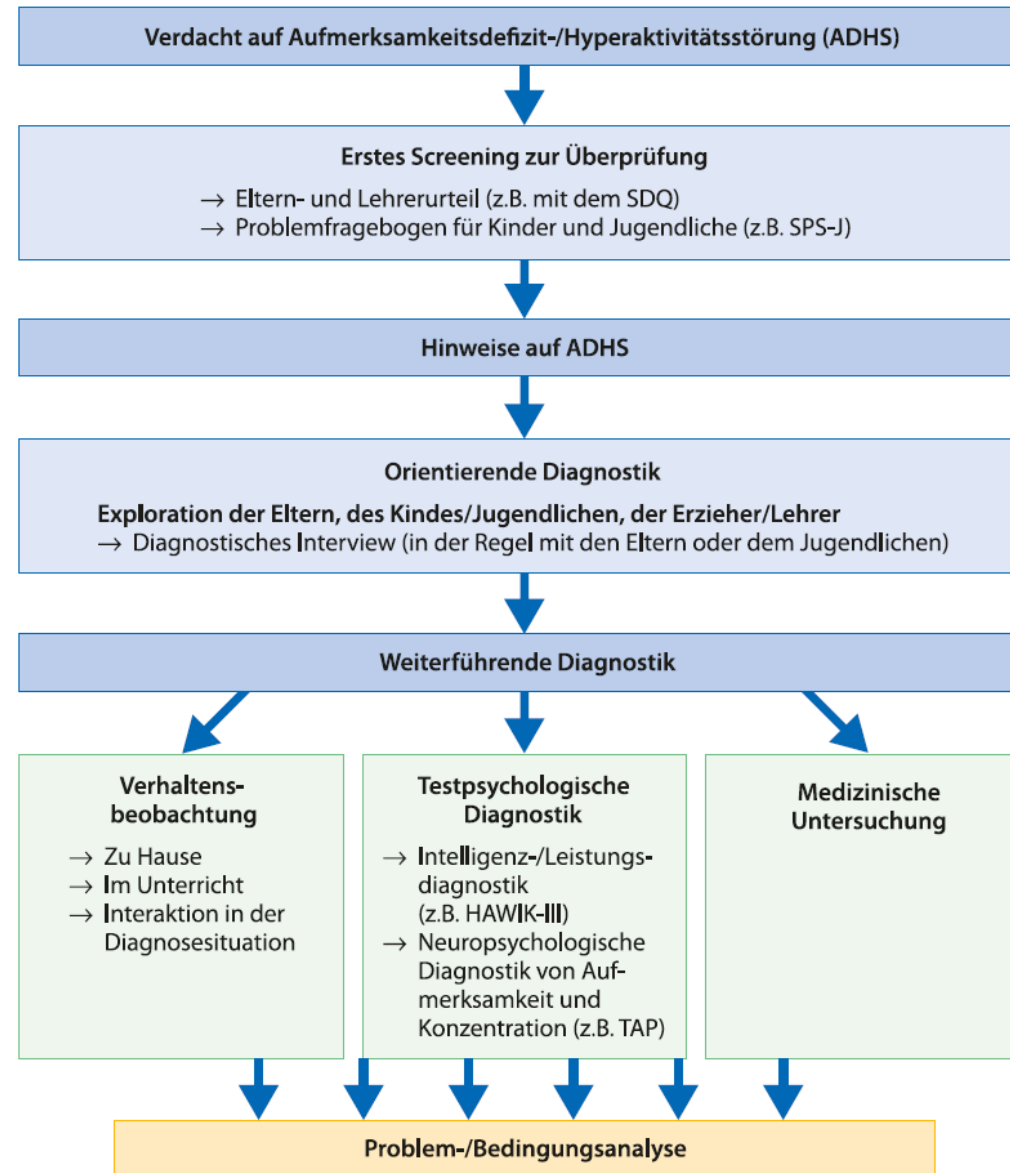 Verdacht auf Aufmerksamkeitsdefizit-/Hyperaktivitätsstörung (ADHS)
Erstes Screening zur Überprüfung
→ Eltern- und Lehrerurteil (z.B. mit dem SDQ)
→ Problemfragebogen für Kinder und Jugendliche (z.B. SPS-J)
Hinweise auf ADHS
Orientierende Diagnostik
Exploration der Eltern, des Kindes/Jugendlichen, der Erzieher/Lehrer
→ Diagnostisches Interview (in der Regel mit den Eltern oder dem Jugendlichen)
Weiterführende Diagnostik
Verhaltens-
beobachtung
→ Zu Hause
→ Im Unterricht
→ Interaktion in der
Diagnosesituation
Testpsychologische
Diagnostik
→ Intelligenz-/Leistungs-
diagnostik
(z.B. HAWIK-III)
→ Neuropsychologische
Diagnostik von Auf-
merksamkeit und
Konzentration (z.B. TAP)
Medizinische
Untersuchung
Problem-/Bedingungsanalyse